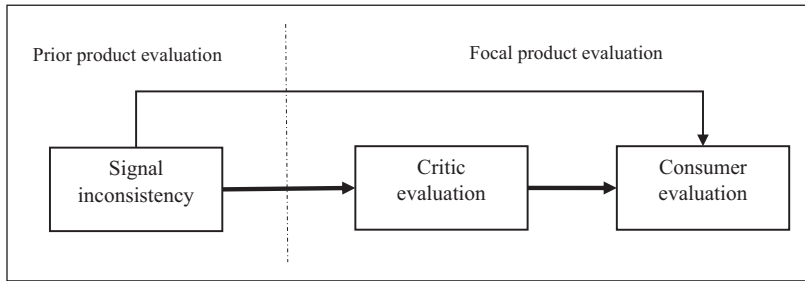 Prior product evaluation
Focal product evaluation
Signal
inconsistency
Critic
evaluation
Consumer
evaluation